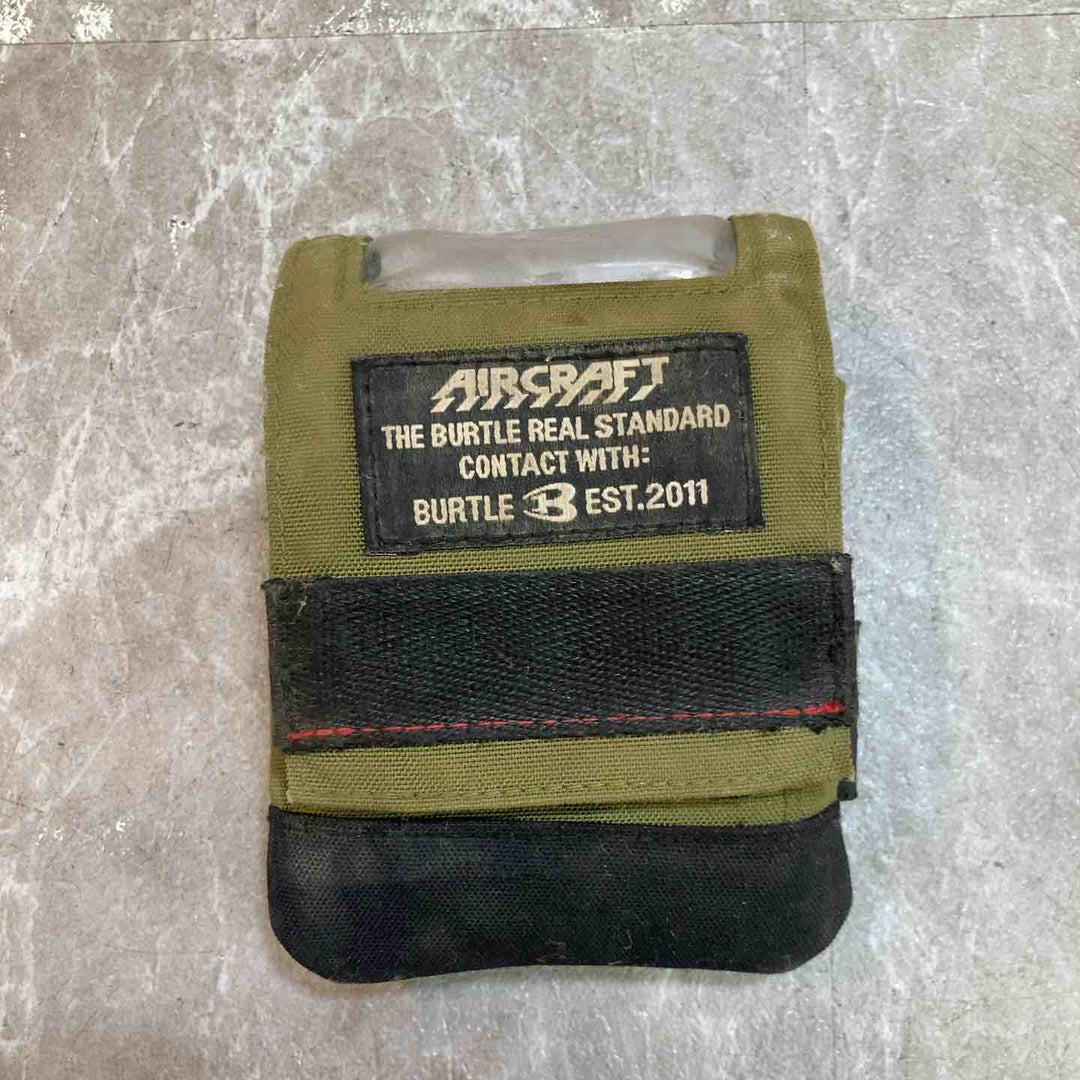 AIRCRAFT
THE BURTLE REAL STANDARD
CONTACT WITH:
BURTLE B EST.2011